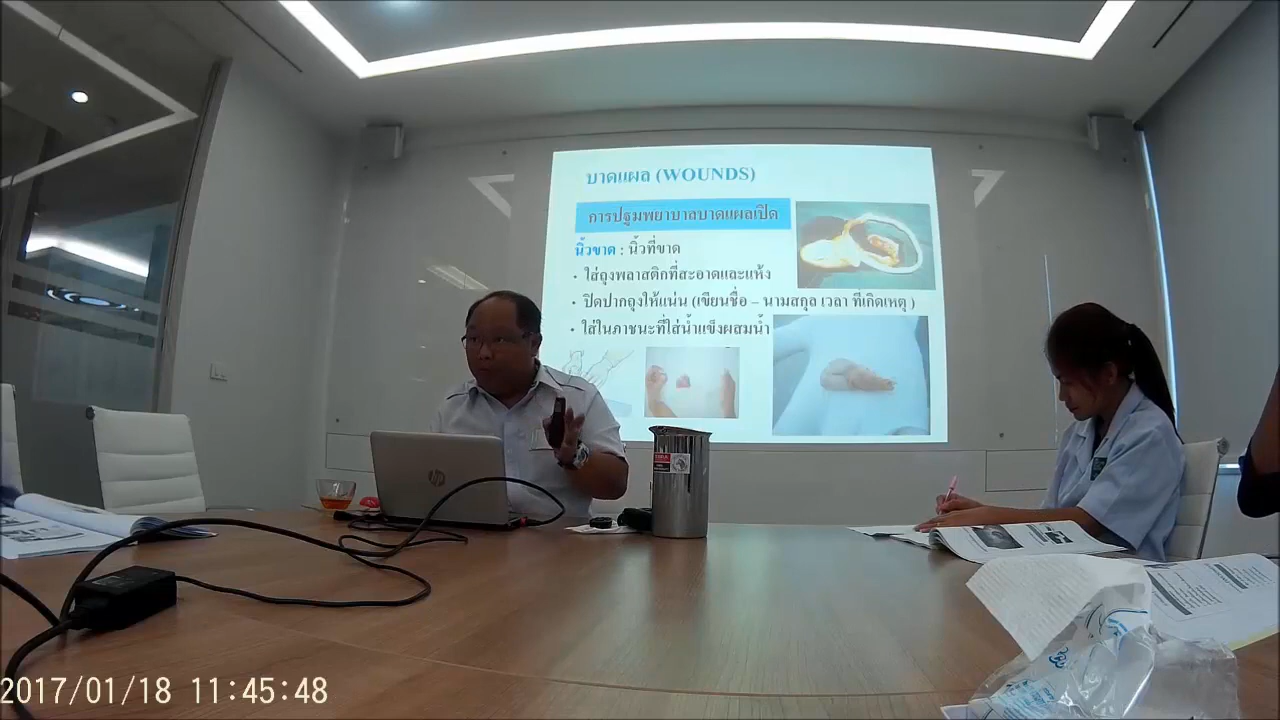 บาดแผล (WOUNDS)
การปฐมพยาบาลบาดแผลเปิด
นิ้วขาด : นิ้วที่ขาด
• ใส่ถุงพลาสติกที่สะอาดและแห้ง
• ปิดปากถุงให้แน่น (เขียนชื่อ – นามสกุล เวลา ที่เกิดเหตุ )
• ใส่ในภาชนะที่ใส่น้ำแข็งผสมน้ำ
hp
2017/01/18 11:45:48